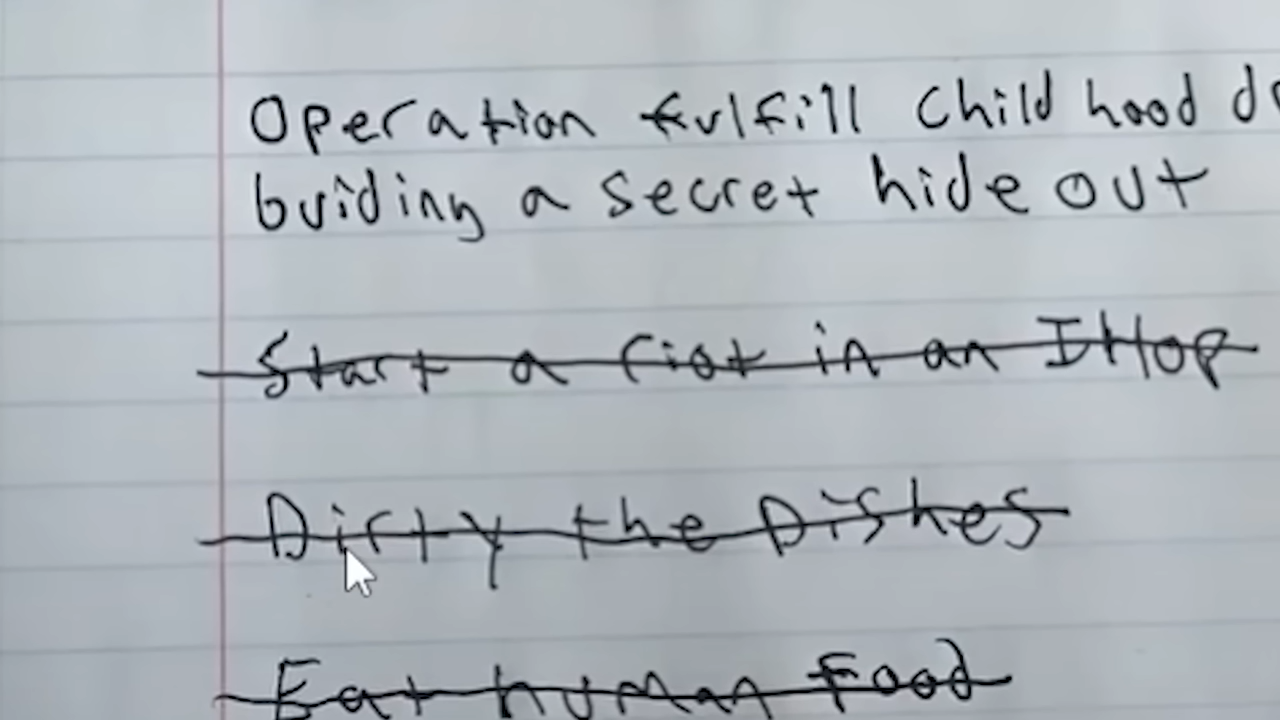 Operation fulfill child hood
buiding a secret hide out
Start a riot in an IHop
Dirty the Dishes
Eat human food